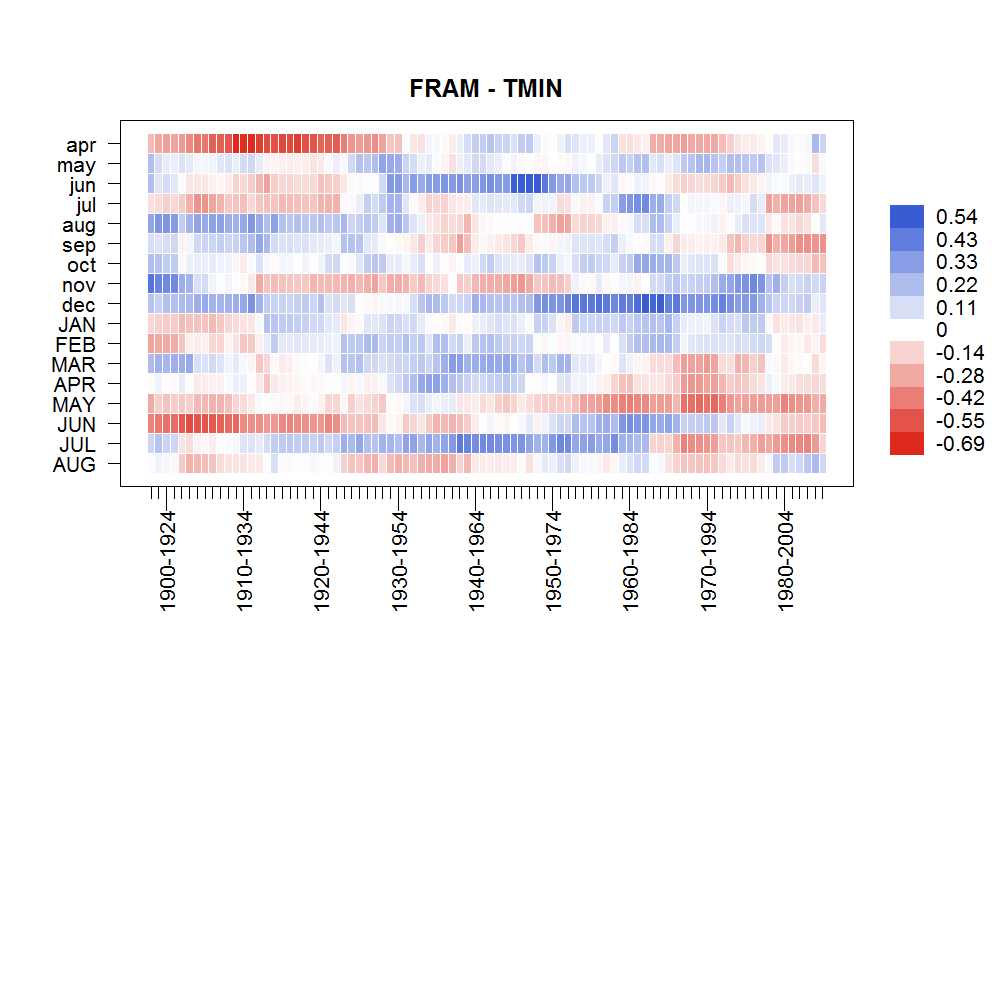 FRAM - TMIN
apr
may
jun
jul
aug
sep
oct
nov
dec
JAN
FEB
MAR
APR
MAY
JUN
JUL
AUG
0.54
0.43
0.33
0.22
0.11
0
-0.14
-0.28
-0.42
-0.55
-0.69
1900-1924
1910-1934
1920-1944
1930-1954
1940-1964
1950-1974
1960-1984
1970-1994
1980-2004